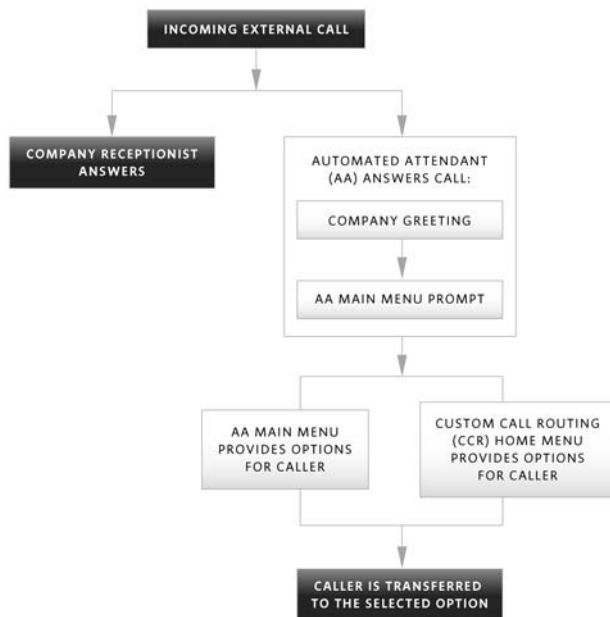 INCOMING EXTERNAL CALL
COMPANY RECEPTIONIST
ANSWERS
AUTOMATED ATTENDANT
(AA) ANSWERS CALL:
COMPANY GREETING
AA MAIN MENU PROMPT
AA MAIN MENU
PROVIDES OPTIONS
FOR CALLER
CUSTOM CALL ROUTING
(CCR) HOME MENU
PROVIDES OPTIONS
FOR CALLER
CALLER IS TRANSFERRED
TO THE SELECTED OPTION